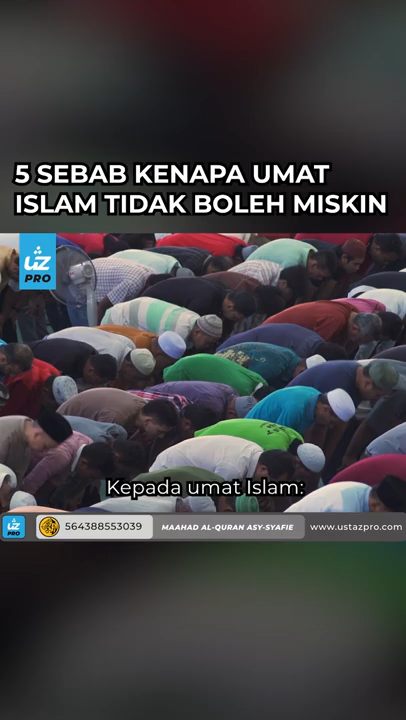 5 SEBAB KENAPA UMAT
ISLAM TIDAK BOLEH MISKIN
UZ
PRO
Kepada umat Islam:
UZ
PRO
564388553039
MAAHAD AL-QURAN ASY-SYAFIE
www.ustazpro.com